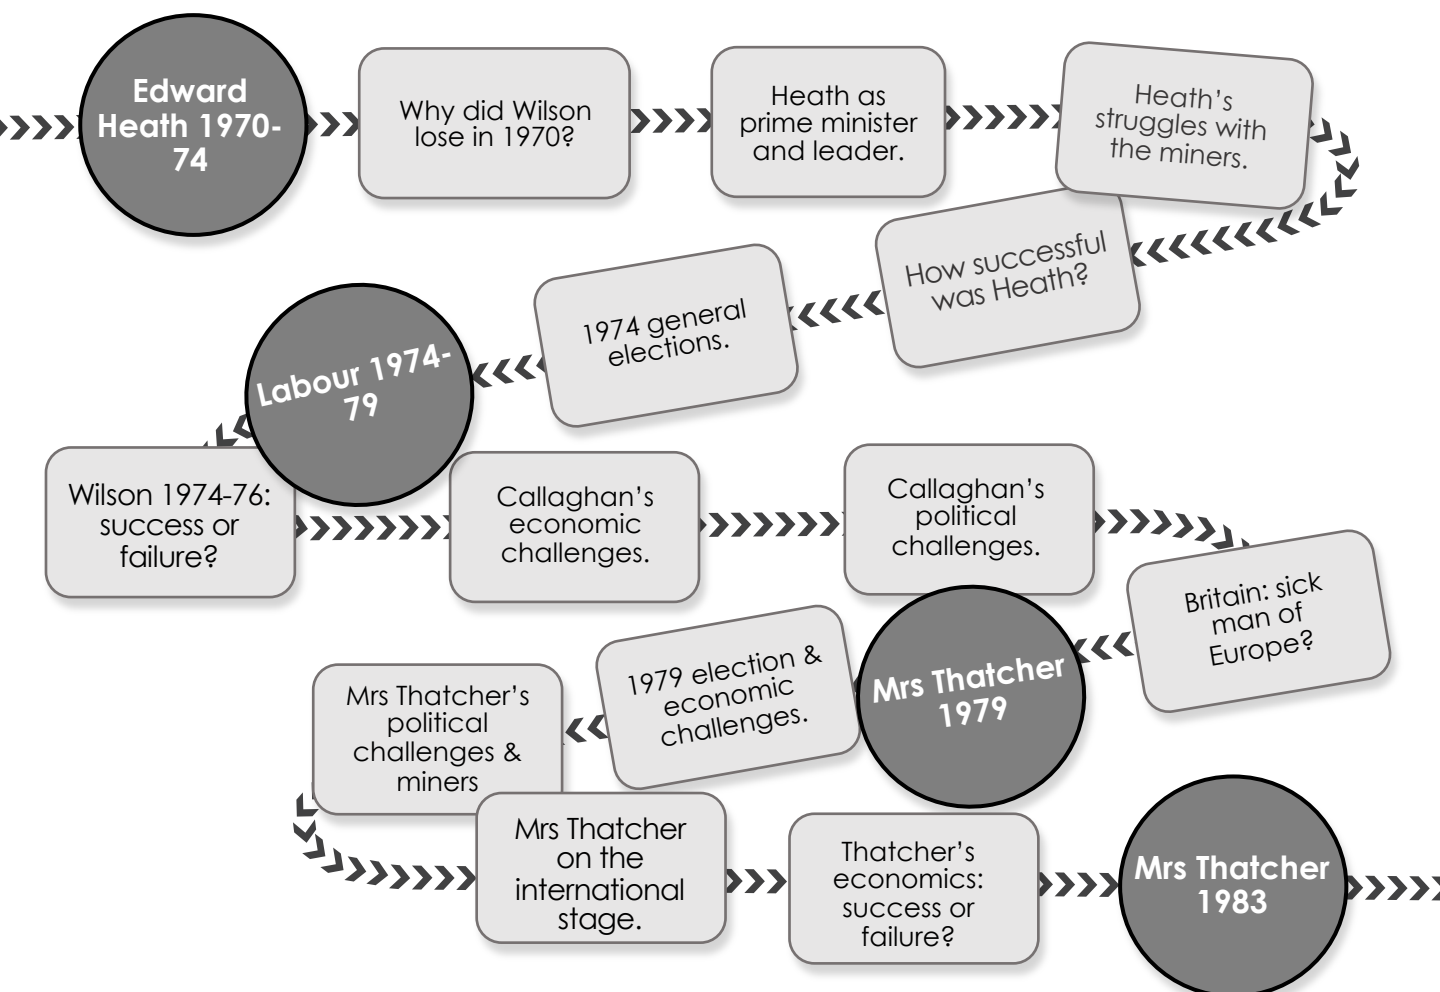 Edward
Heath 1970-
74
Why did Wilson
lose in 1970?
Heath as
prime minister
and leader.
Heath’s
struggles with
the miners.
How successful
was Heath?
1974 general
elections.
Labour 1974-
79
Wilson 1974-76:
success or
failure?
Callaghan’s
economic
challenges.
Callaghan’s
political
challenges.
Britain: sick
man of
Europe?
Mrs Thatcher
1979
1979 election &
economic
challenges.
Mrs Thatcher’s
political
challenges &
miners
Mrs Thatcher
on the
international
stage.
Thatcher’s
economics:
success or
failure?
Mrs Thatcher
1983